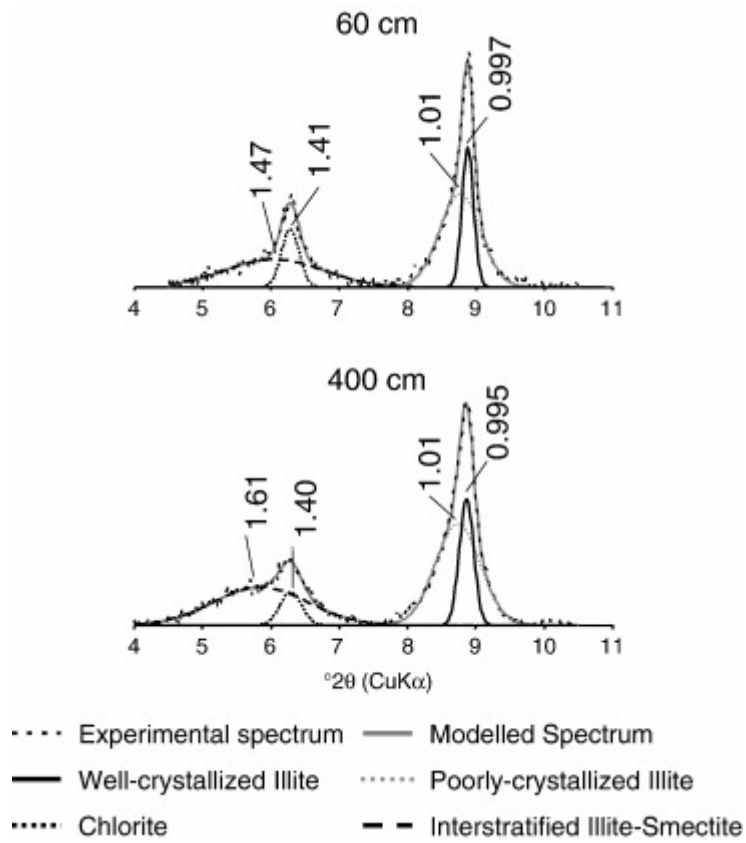 60 cm
1.47
1.41
1.01
0.997
4 5 6 7 8 9 10 11
400 cm
1.61
1.40
1.01
0.995
4 5 6 7 8 9 10 11
°2θ (CuKα)
Experimental spectrum Modelled Spectrum
Well-crystallized Illite Poorly-crystallized Illite
Chlorite Interstratified Illite-Smectite